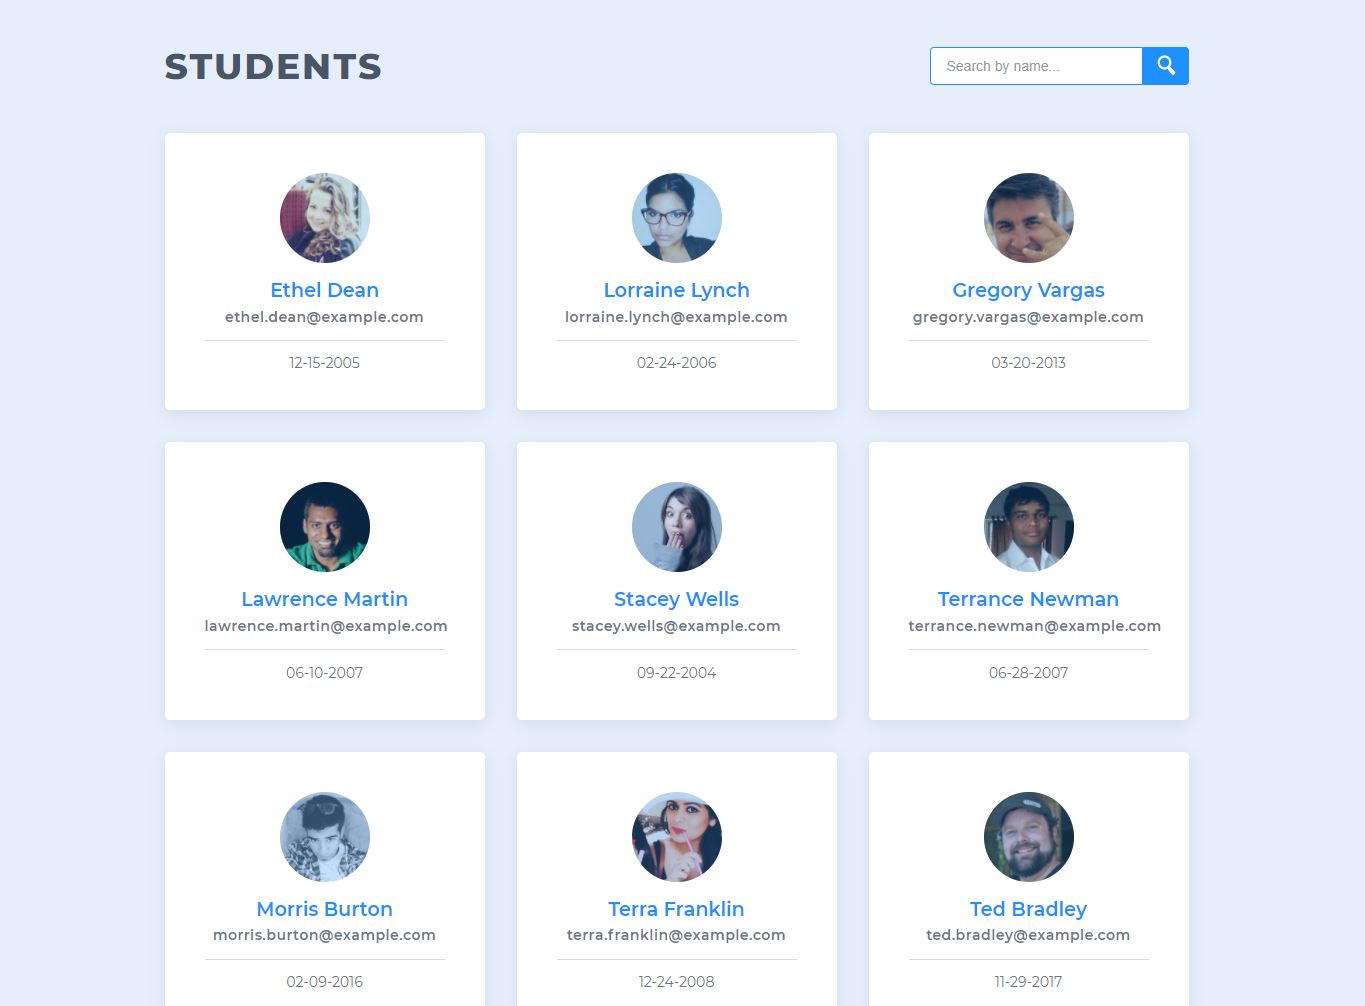 STUDENTS
Search by name...
Ethel Dean
ethel.dean@example.com
12-15-2005
Lorraine Lynch
lorraine.lynch@example.com
02-24-2006
Gregory Vargas
gregory.vargas@example.com
03-20-2013
Lawrence Martin
lawrence.martin@example.com
06-10-2007
Stacey Wells
stacey.wells@example.com
09-22-2004
Terrance Newman
terrance.newman@example.com
06-28-2007
Morris Burton
morris.burton@example.com
02-09-2016
Terra Franklin
terra.franklin@example.com
12-24-2008
Ted Bradley
ted.bradley@example.com
11-29-2017